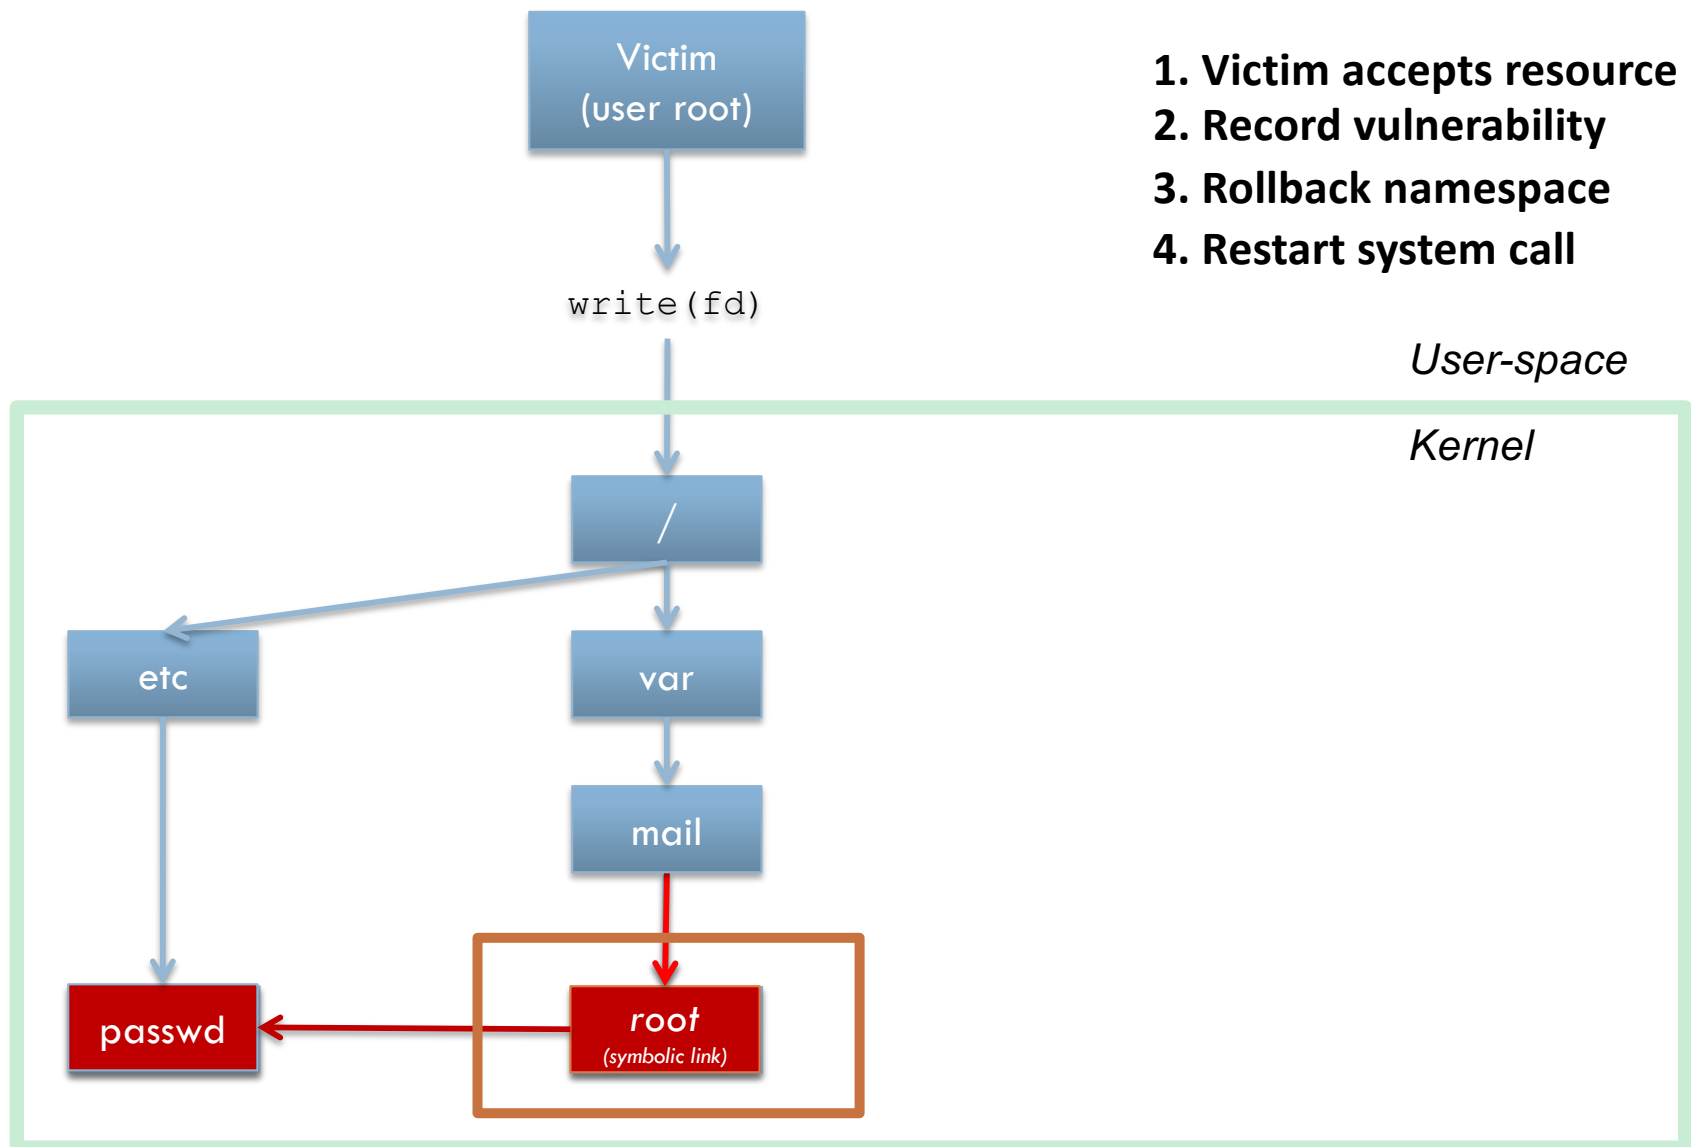 Victim
(user root)
1. Victim accepts resource
2. Record vulnerability
3. Rollback namespace
4. Restart system call
write(fd)
User-space
Kernel
/
etc
var
mail
passwd
root
(symbolic link)